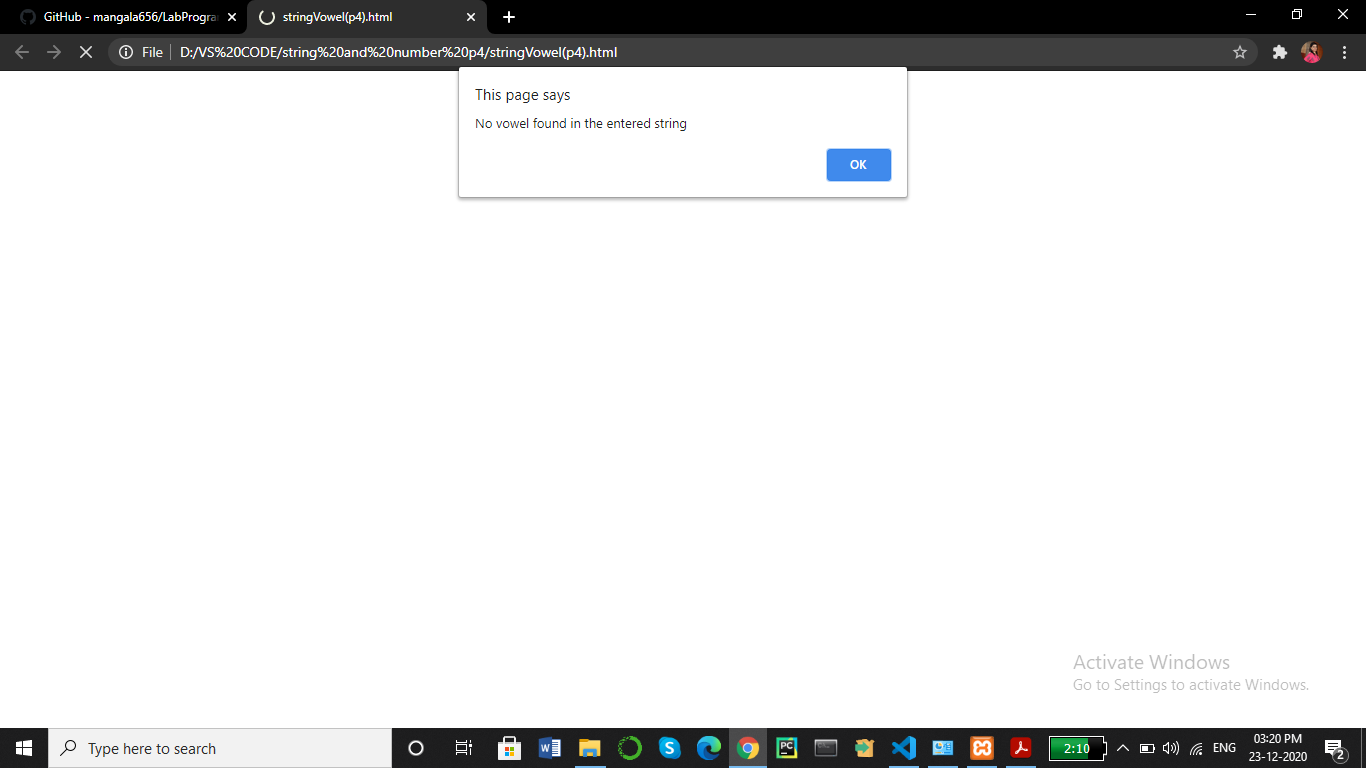 GitHub - mangala656/LabProgra
stringVowel(p4).html
File
D:/VS%20CODE/string%20and%20number%20p4/stringVowel(p4).html
This page says
No vowel found in the entered string
OK
Activate Windows
Go to Settings to activate Windows.
Type here to search
PC
2:10
ENG
03:20 PM
23-12-2020
2